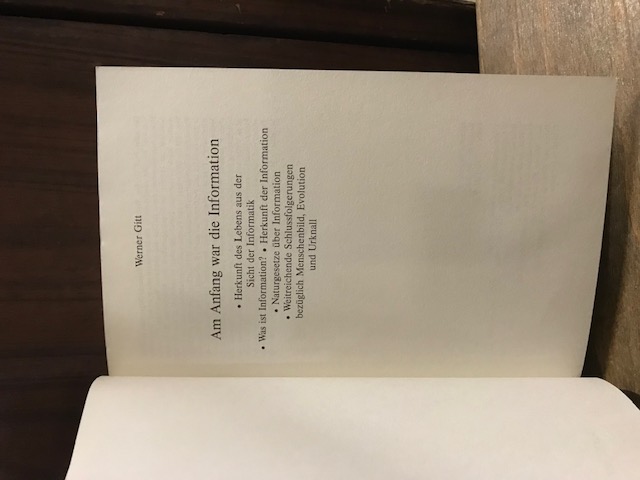 Werner Gitt
Am Anfang war die Information
• Herkunft des Lebens aus der
Sicht der Informatik
• Was ist Information? • Herkunft der Information
• Naturgesetze über Information
• Weitreichende Schlussfolgerungen
bezüglich Menschenbild, Evolution
und Urknall